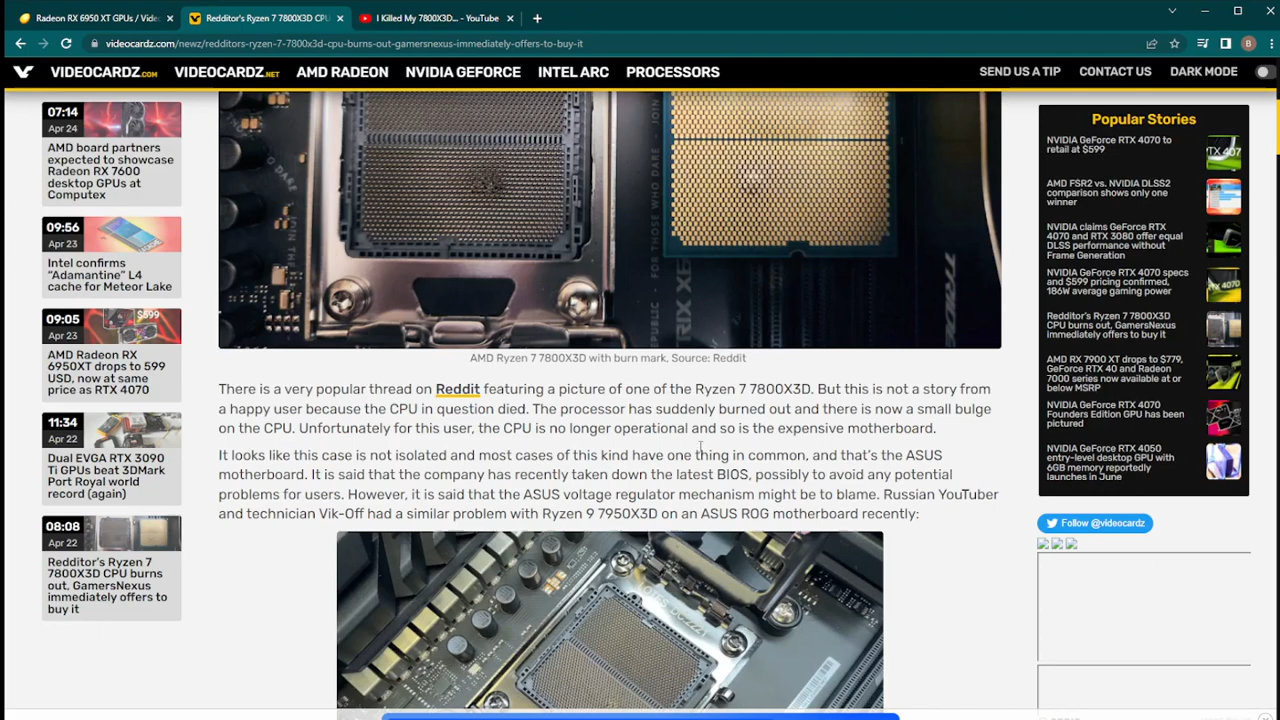 Radeon RX 6950 XT GPUs / Vide
Redditor's Ryzen 7 7800X3D CPU
I Killed My 7800X3D... - YouTube
videocardz.com/newz/redditors-ryzen-7-7800x3d-cpu-burns-out-gamersnexus-immediately-offers-to-buy-it
B
VIDEOCARDZ.COM VIDEOCARDZ.NET AMD RADEON NVIDIA GEFORCE INTEL ARC PROCESSORS SEND US A TIP CONTACT US DARK MODE
07:14
Apr 24
AMD board partners
expected to showcase
Radeon RX 7600
desktop GPUs at
Computex
09:56
Apr 23
Intel confirms
“Adamantine” L4
cache for Meteor Lake
09:05
Apr 23
$599
AMD Radeon RX
6950XT drops to 599
USD, now at same
price as RTX 4070
11:34
Apr 22
Dual EVGA RTX 3090
Ti GPUs beat 3DMark
Port Royal world
record (again)
08:08
Apr 22
Redditor's Ryzen 7
7800X3D CPU burns
out, GamersNexus
immediately offers to
buy it
FOR THOSE WHO DARE
JOIN
AMD Ryzen 7 7800X3D with burn mark, Source: Reddit
There is a very popular thread on Reddit featuring a picture of one of the Ryzen 7 7800X3D. But this is not a story from
a happy user because the CPU in question died. The processor has suddenly burned out and there is now a small bulge
on the CPU. Unfortunately for this user, the CPU is no longer operational and so is the expensive motherboard.
It looks like this case is not isolated and most cases of this kind have one thing in common, and that's the ASUS
motherboard. It is said that the company has recently taken down the latest BIOS, possibly to avoid any potential
problems for users. However, it is said that the ASUS voltage regulator mechanism might be to blame. Russian YouTuber
and technician Vik-Off had a similar problem with Ryzen 9 7950X3D on an ASUS ROG motherboard recently:
Popular Stories
NVIDIA GeForce RTX 4070 to
retail at $599
AMD FSR2 vs. NVIDIA DLSS2
comparison shows only one
winner
NVIDIA claims GeForce RTX
4070 and RTX 3080 offer equal
DLSS performance without
Frame Generation
NVIDIA GeForce RTX 4070 specs
and $599 pricing confirmed,
186W average gaming power
Redditor's Ryzen 7 7800X3D
CPU burns out, GamersNexus
immediately offers to buy it
AMD RX 7900 XT drops to $779,
GeForce RTX 40 and Radeon
7000 series now available at or
below MSRP
NVIDIA GeForce RTX 4070
Founders Edition GPU has been
pictured
NVIDIA GeForce RTX 4050
entry-level desktop GPU with
6GB memory reportedly
launches in June
Follow @videocardz